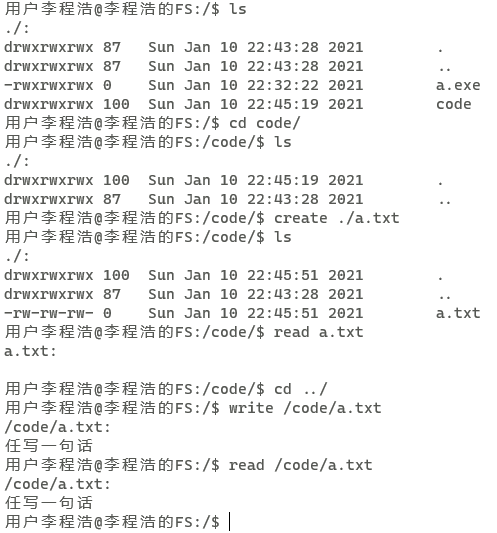 用户李程浩@李程浩的FS:/$ ls
./:
drwxrwxrwx 87   Sun Jan 10 22:43:28 2021        .
drwxrwxrwx 87   Sun Jan 10 22:43:28 2021        ..
-rwxrwxrwx 0    Sun Jan 10 22:32:22 2021        a.exe
drwxrwxrwx 100  Sun Jan 10 22:45:19 2021        code
用户李程浩@李程浩的FS:/$ cd code/
用户李程浩@李程浩的FS:/code/$ ls
./:
drwxrwxrwx 100  Sun Jan 10 22:45:19 2021        .
drwxrwxrwx 87   Sun Jan 10 22:43:28 2021        ..
用户李程浩@李程浩的FS:/code/$ create ./a.txt
用户李程浩@李程浩的FS:/code/$ ls
./:
drwxrwxrwx 100  Sun Jan 10 22:45:51 2021        .
drwxrwxrwx 87   Sun Jan 10 22:43:28 2021        ..
-rw-rw-rw- 0    Sun Jan 10 22:45:51 2021        a.txt
用户李程浩@李程浩的FS:/code/$ read a.txt
a.txt:

用户李程浩@李程浩的FS:/code/$ cd ../
用户李程浩@李程浩的FS:/$ write /code/a.txt
/code/a.txt:
任写一句话
用户李程浩@李程浩的FS:/$ read /code/a.txt
/code/a.txt:
任写一句话
用户李程浩@李程浩的FS:/$